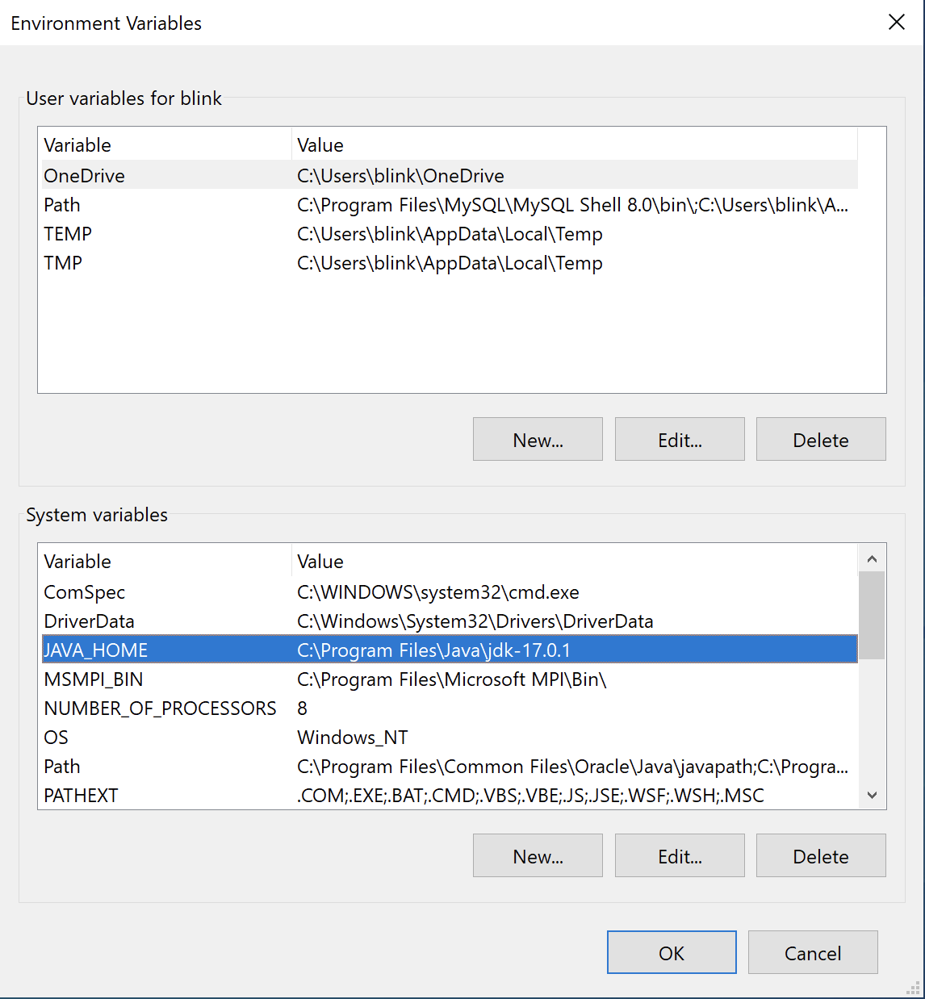 Environment Variables
User variables for blink
Variable Value
OneDrive C:\Users\blink\OneDrive
Path C:\Program Files\MySQL\MySQL Shell 8.0\bin\;C:\Users\blink\A...
TEMP C:\Users\blink\AppData\Local\Temp
TMP C:\Users\blink\AppData\Local\Temp
New... Edit... Delete
System variables
Variable Value
ComSpec C:\WINDOWS\system32\cmd.exe
DriverData C:\Windows\System32\Drivers\DriverData
JAVA_HOME C:\Program Files\Java\jdk-17.0.1
MSMPI_BIN C:\Program Files\Microsoft MPI\Bin\
NUMBER_OF_PROCESSORS 8
OS Windows_NT
Path C:\Program Files\Common Files\Oracle\Java\javapath;C:\Progra...
PATHEXT .COM;.EXE;.BAT;.CMD;.VBS;.VBE;.JS;.JSE;.WSF;.WSH;.MSC
New... Edit... Delete
OK Cancel